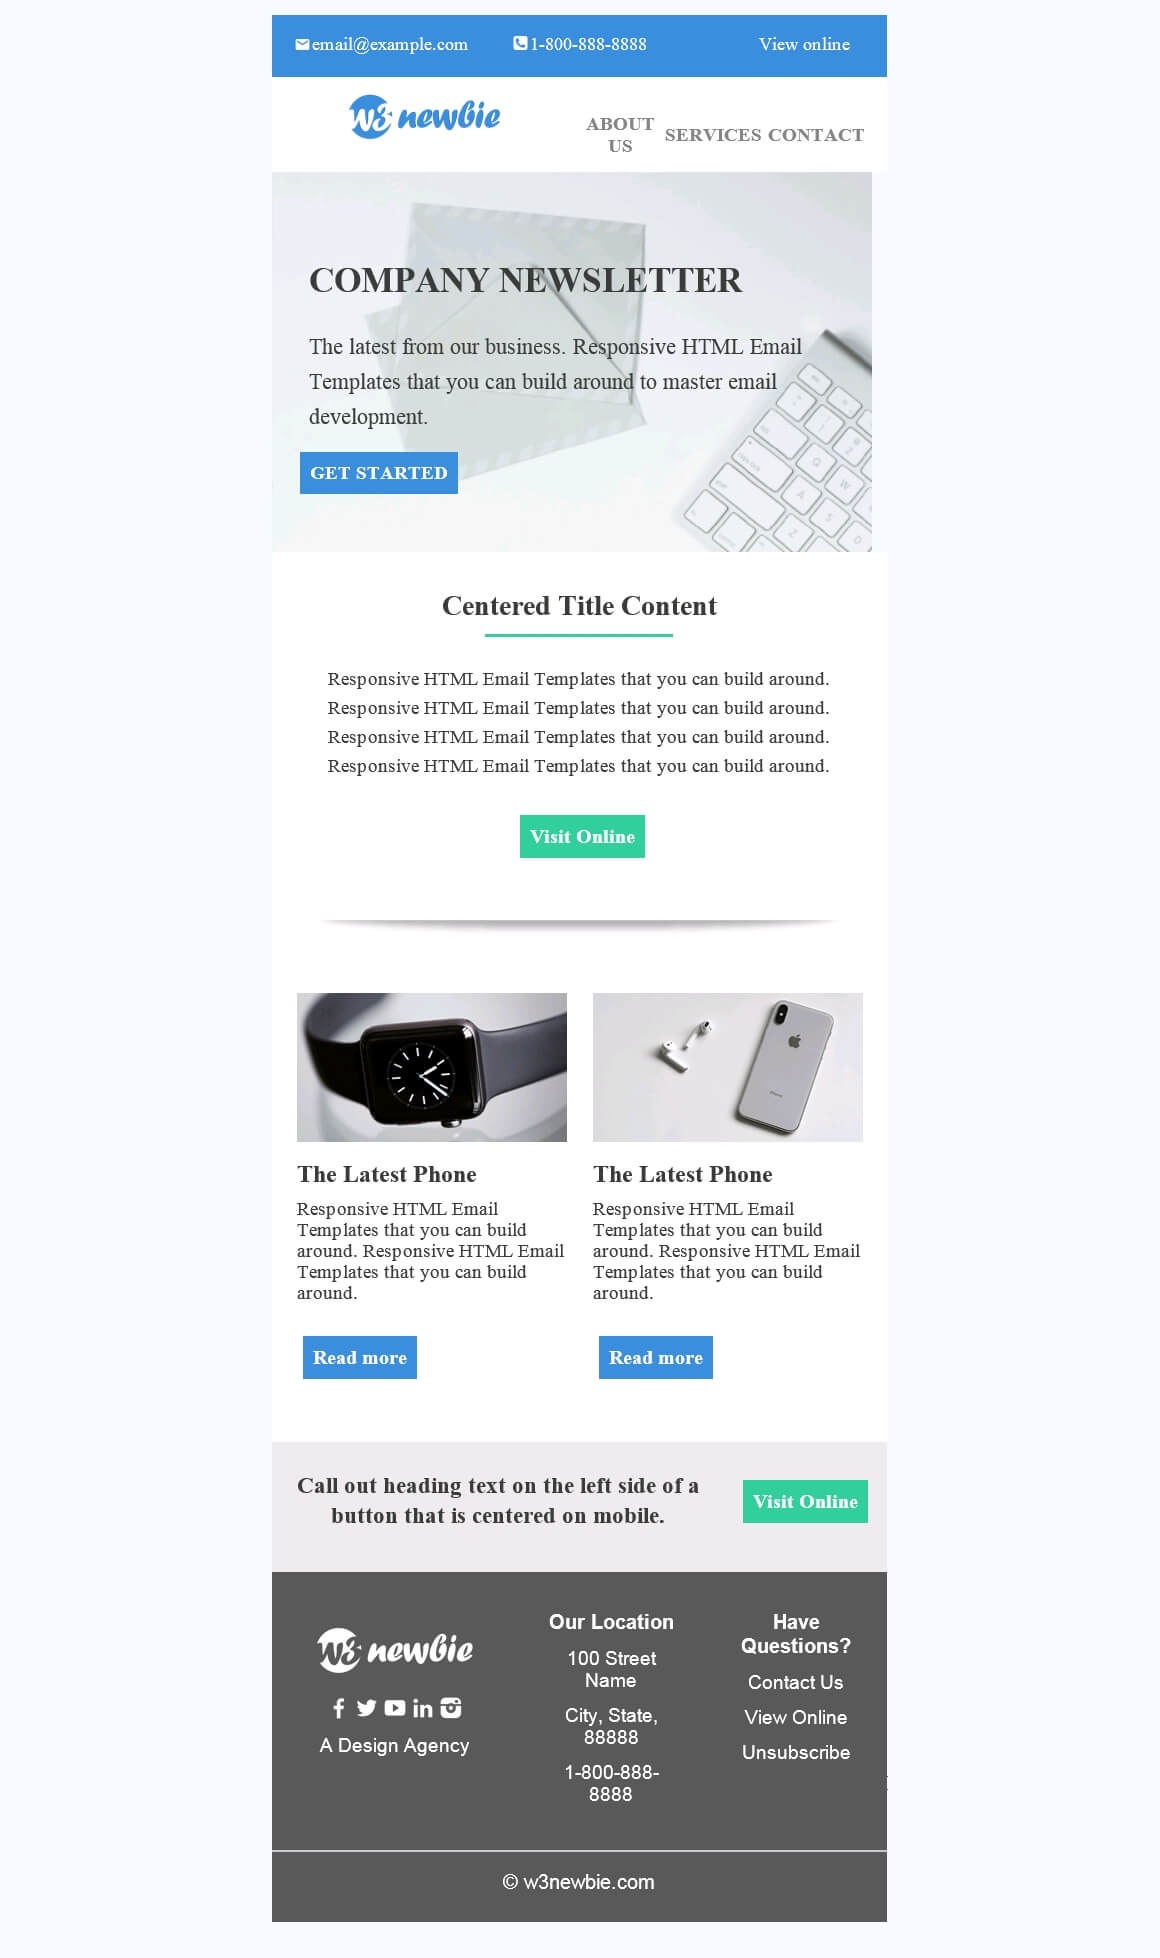 email@example.com
1-800-888-8888
View online
w3 newbie
ABOUT
US
SERVICES
CONTACT
COMPANY NEWSLETTER
The latest from our business. Responsive HTML Email
Templates that you can build around to master email
development.
GET STARTED
Centered Title Content
Responsive HTML Email Templates that you can build around.
Responsive HTML Email Templates that you can build around.
Responsive HTML Email Templates that you can build around.
Responsive HTML Email Templates that you can build around.
Visit Online
The Latest Phone
Responsive HTML Email
Templates that you can build
around. Responsive HTML Email
Templates that you can build
around.
Read more
The Latest Phone
Responsive HTML Email
Templates that you can build
around. Responsive HTML Email
Templates that you can build
around.
Read more
Call out heading text on the left side of a
button that is centered on mobile.
Visit Online
w3 newbie
A Design Agency
Our Location
100 Street
Name
City, State,
88888
1-800-888-
8888
Have
Questions?
Contact Us
View Online
Unsubscribe
© w3newbie.com